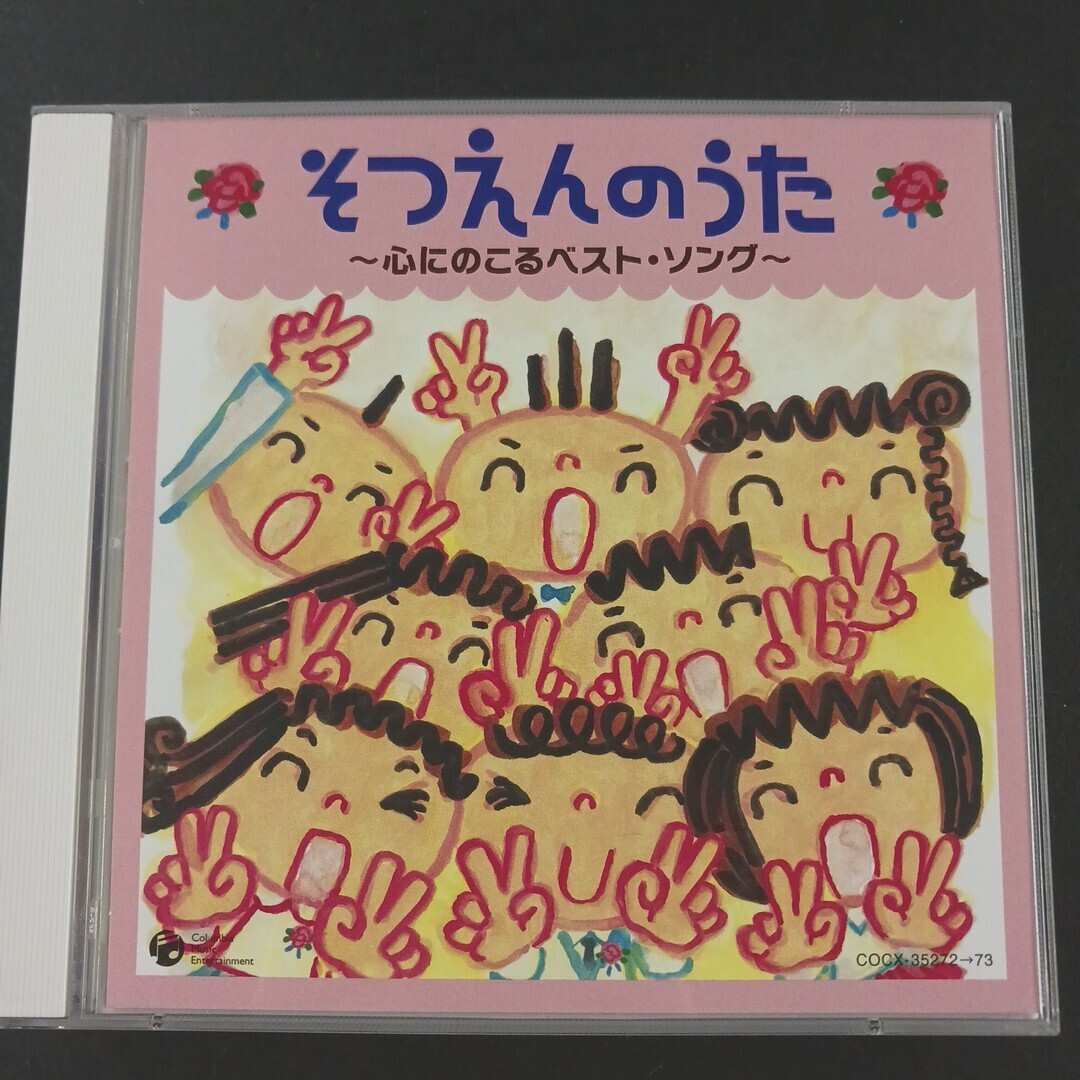 そつえんのうた
～心にのこるベスト・ソング～
Columbia
Music
Entertainment
COCX-35272→73